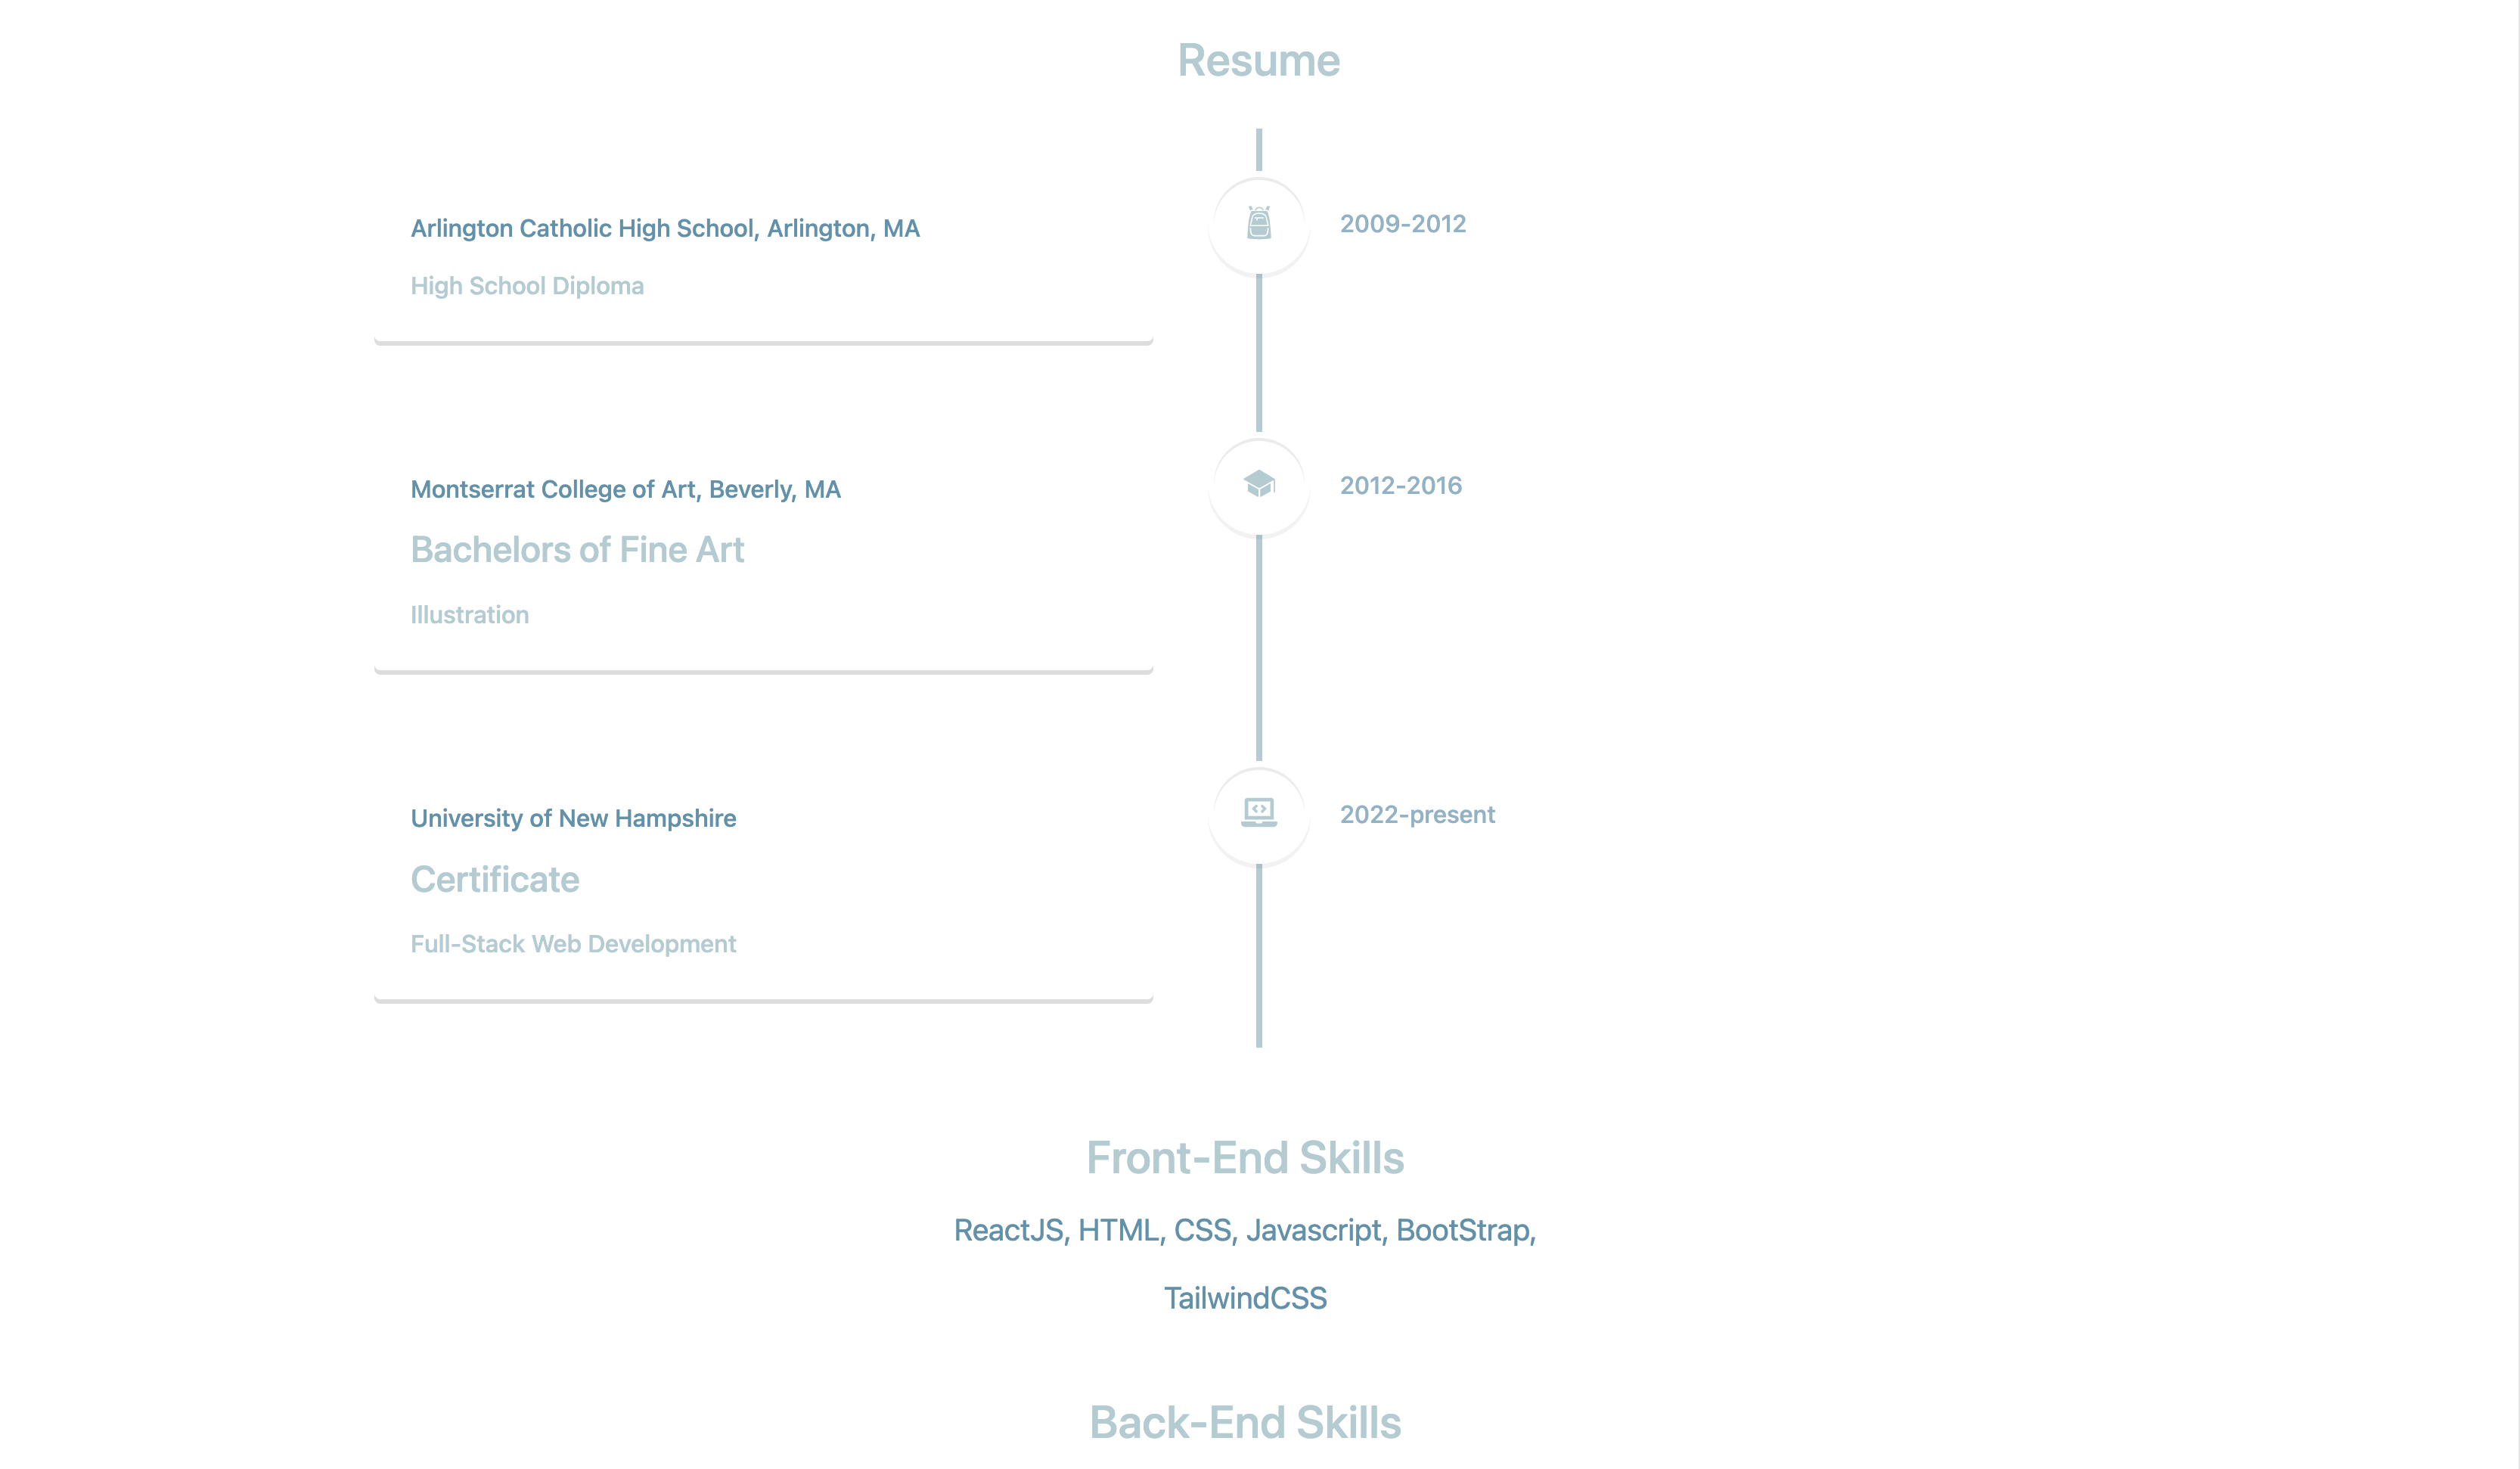 Resume
Arlington Catholic High School, Arlington, MA
High School Diploma
2009-2012
Montserrat College of Art, Beverly, MA
Bachelors of Fine Art
Illustration
2012-2016
University of New Hampshire
Certificate
Full-Stack Web Development
2022-present
Front-End Skills
ReactJS, HTML, CSS, Javascript, BootStrap,
TailwindCSS
Back-End Skills